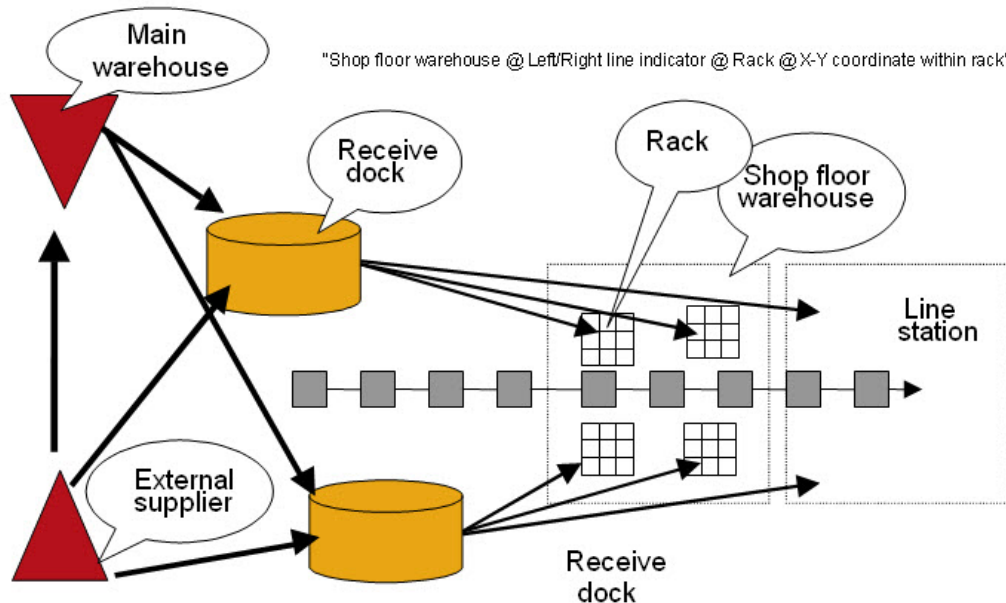 Main
warehouse
"Shop floor warehouse @ Left/Right line indicator @ Rack @ X-Y coordinate within rack"
Receive
dock
Rack
Shop floor
warehouse
Line
station
External
supplier
Receive
dock